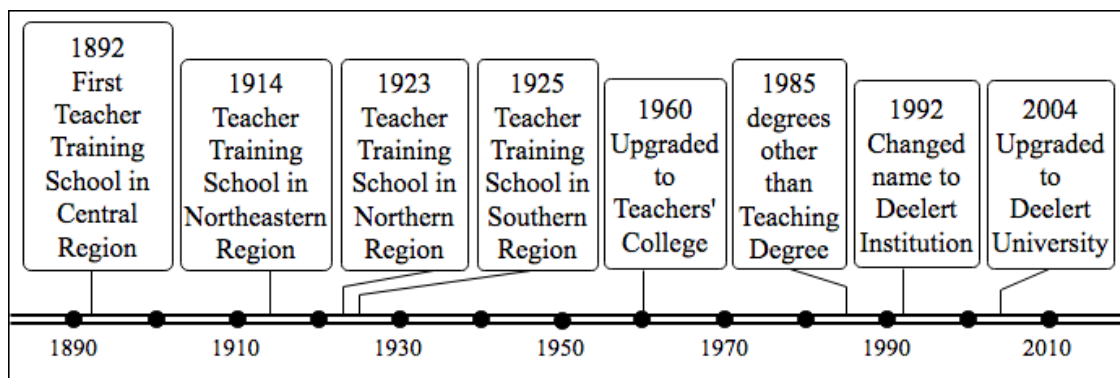 1892
First
Teacher
Training
School in
Central
Region
1914
Teacher
Training
School in
Northeastern
Region
1923
Teacher
Training
School in
Northern
Region
1925
Teacher
Training
School in
Southern
Region
1960
Upgraded
to
Teachers'
College
1985
degrees
other
than
Teaching
Degree
1992
Changed
name to
Deelert
Institution
2004
Upgraded
to
Deelert
University
1890 1910 1930 1950 1970 1990 2010